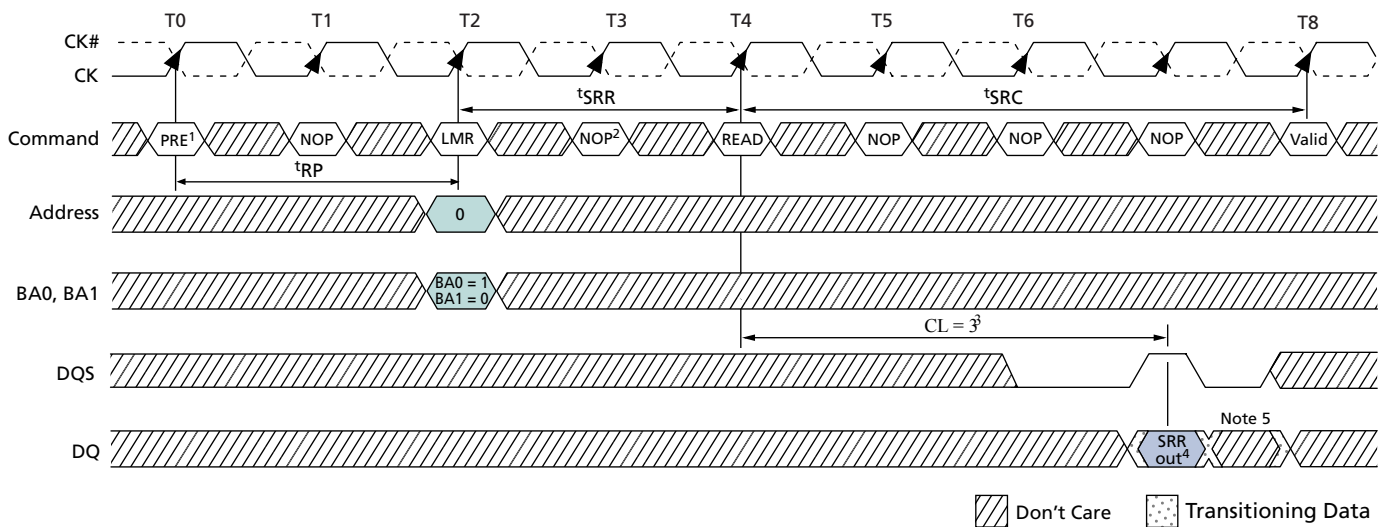 T0 T1 T2 T3 T4 T5 T6 T8
CK#
CK
tSRR tSRC
Command PRE1 NOP LMR NOP2 READ NOP NOP NOP Valid
tRP
Address 0
BA0, BA1 BA0 = 1
BA1 = 0
CL = 33
DQS
Note 5
DQ SRR
out4
Don't Care Transitioning Data